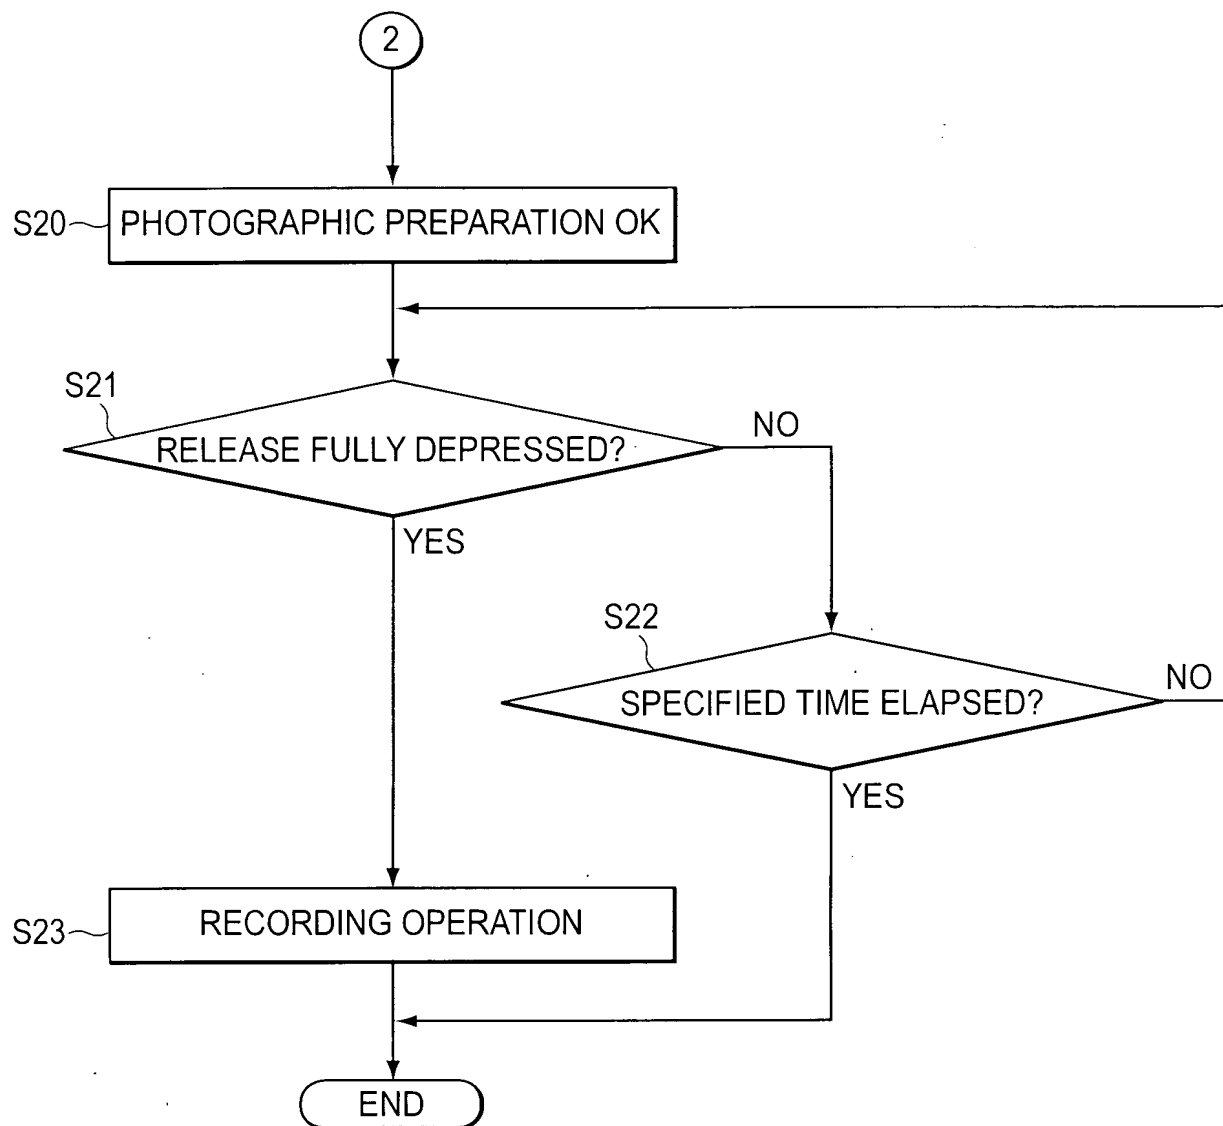 2
S20
PHOTOGRAPHIC PREPARATION OK
S21
RELEASE FULLY DEPRESSED?
NO
YES
S22
SPECIFIED TIME ELAPSED?
NO
YES
S23
RECORDING OPERATION
END